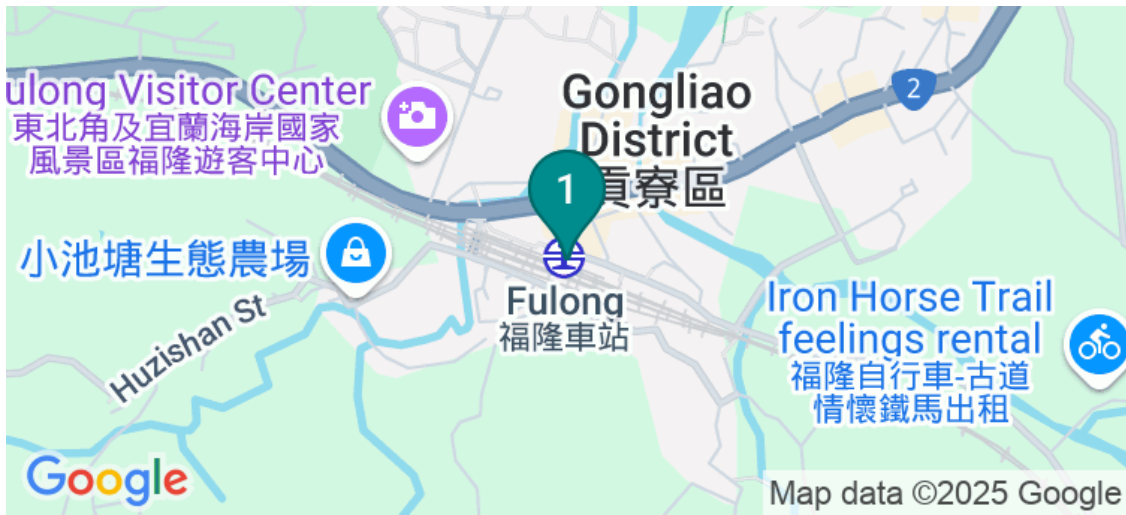 ulong Visitor Center
東北角及宜蘭海岸國家
風景區福隆遊客中心
Gongliao
District
貢寮區
2
1
小池塘生態農場
Huzishan St
Fulong
福隆車站
Iron Horse Trail
feelings rental
福隆自行車-古道
情懷鐵馬出租
Google
Map data ©2025 Google